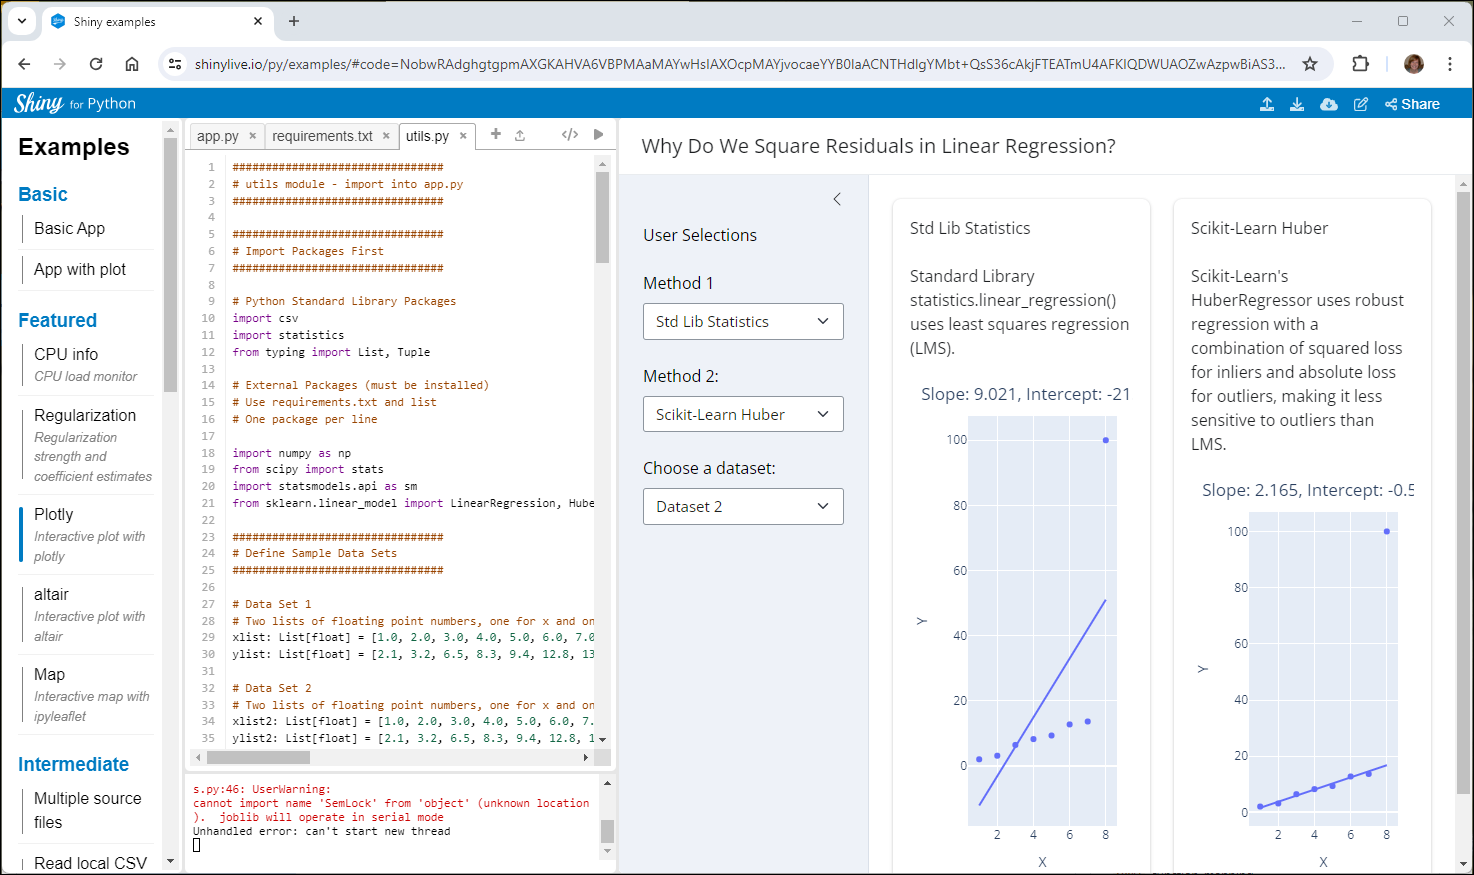 Shiny examples
shinylive.io/py/examples/#code=NobwRAdghgtgpmAXGKAHVA6VBPMAaMAYwHsIAXOcpMAYjvocaeYYB0IaACNTHdlgYMbt+QsS36cAkjFTEATmU4AFKIQDWUAOZwAzpwBiAS3...
Shiny for Python
Share
Examples
Basic
Basic App
App with plot
Featured
CPU info
CPU load monitor
Regularization
Regularization
strength and
coefficient estimates
Plotly
Interactive plot with
plotly
altair
Interactive plot with
altair
Map
Interactive map with
ipyleaflet
Intermediate
Multiple source
files
Read local CSV
app.py
requirements.txt
utils.py
1 ################################
2 # utils module - import into app.py
3 ################################
4
5 ################################
6 # Import Packages First
7 ################################
8
9 # Python Standard Library Packages
10 import csv
11 import statistics
12 from typing import List, Tuple
13
14 # External Packages (must be installed)
15 # Use requirements.txt and list
16 # One package per line
17
18 import numpy as np
19 from scipy import stats
20 import statsmodels.api as sm
21 from sklearn.linear_model import LinearRegression, Hube
22
23 ################################
24 # Define Sample Data Sets
25 ################################
26
27 # Data Set 1
28 # Two lists of floating point numbers, one for x and on
29 xlist: List[float] = [1.0, 2.0, 3.0, 4.0, 5.0, 6.0, 7.0
30 ylist: List[float] = [2.1, 3.2, 6.5, 8.3, 9.4, 12.8, 13
31
32 # Data Set 2
33 # Two lists of floating point numbers, one for x and on
34 xlist2: List[float] = [1.0, 2.0, 3.0, 4.0, 5.0, 6.0, 7.
35 ylist2: List[float] = [2.1, 3.2, 6.5, 8.3, 9.4, 12.8, 1
s.py:46: UserWarning:
cannot import name 'SemLock' from 'object' (unknown location
). joblib will operate in serial mode
Unhandled error: can't start new thread
Why Do We Square Residuals in Linear Regression?
User Selections
Method 1
Std Lib Statistics
Method 2:
Scikit-Learn Huber
Choose a dataset:
Dataset 2
Std Lib Statistics
Standard Library
statistics.linear_regression()
uses least squares regression
(LMS).
Slope: 9.021, Intercept: -21
100
80
60
40
20
0
Y
2 4 6 8
X
Scikit-Learn Huber
Scikit-Learn's
HuberRegressor uses robust
regression with a
combination of squared loss
for inliers and absolute loss
for outliers, making it less
sensitive to outliers than
LMS.
Slope: 2.165, Intercept: -0.5
100
80
60
40
20
0
Y
2 4 6 8
X